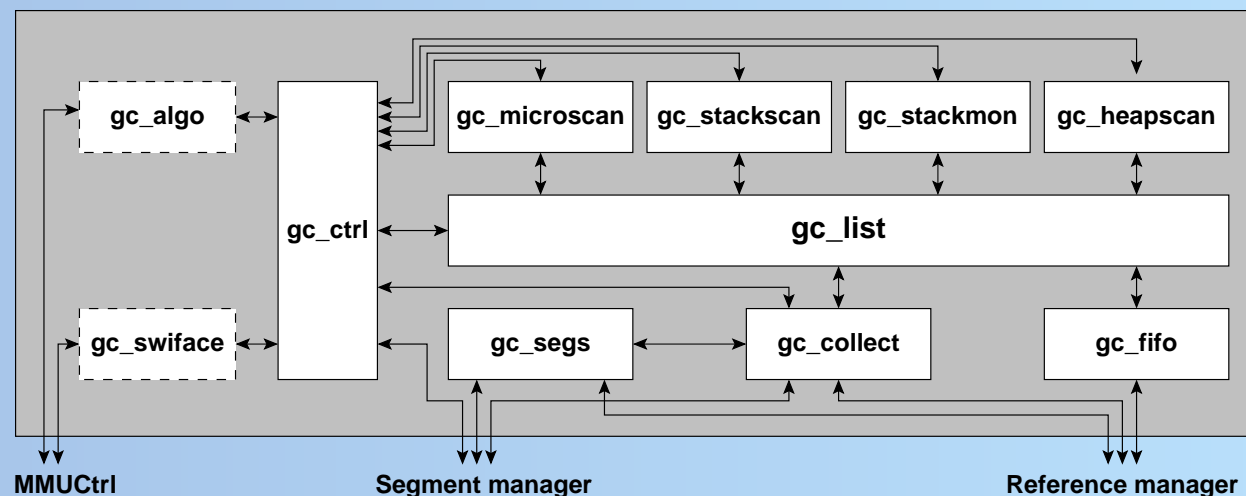 gc_algo
gc_microscan
gc_stackscan
gc_stackmon
gc_heapscan
gc_ctrl
gc_list
gc_swiface
gc_segs
gc_collect
gc_fifo
MMUCtrl
Segment manager
Reference manager